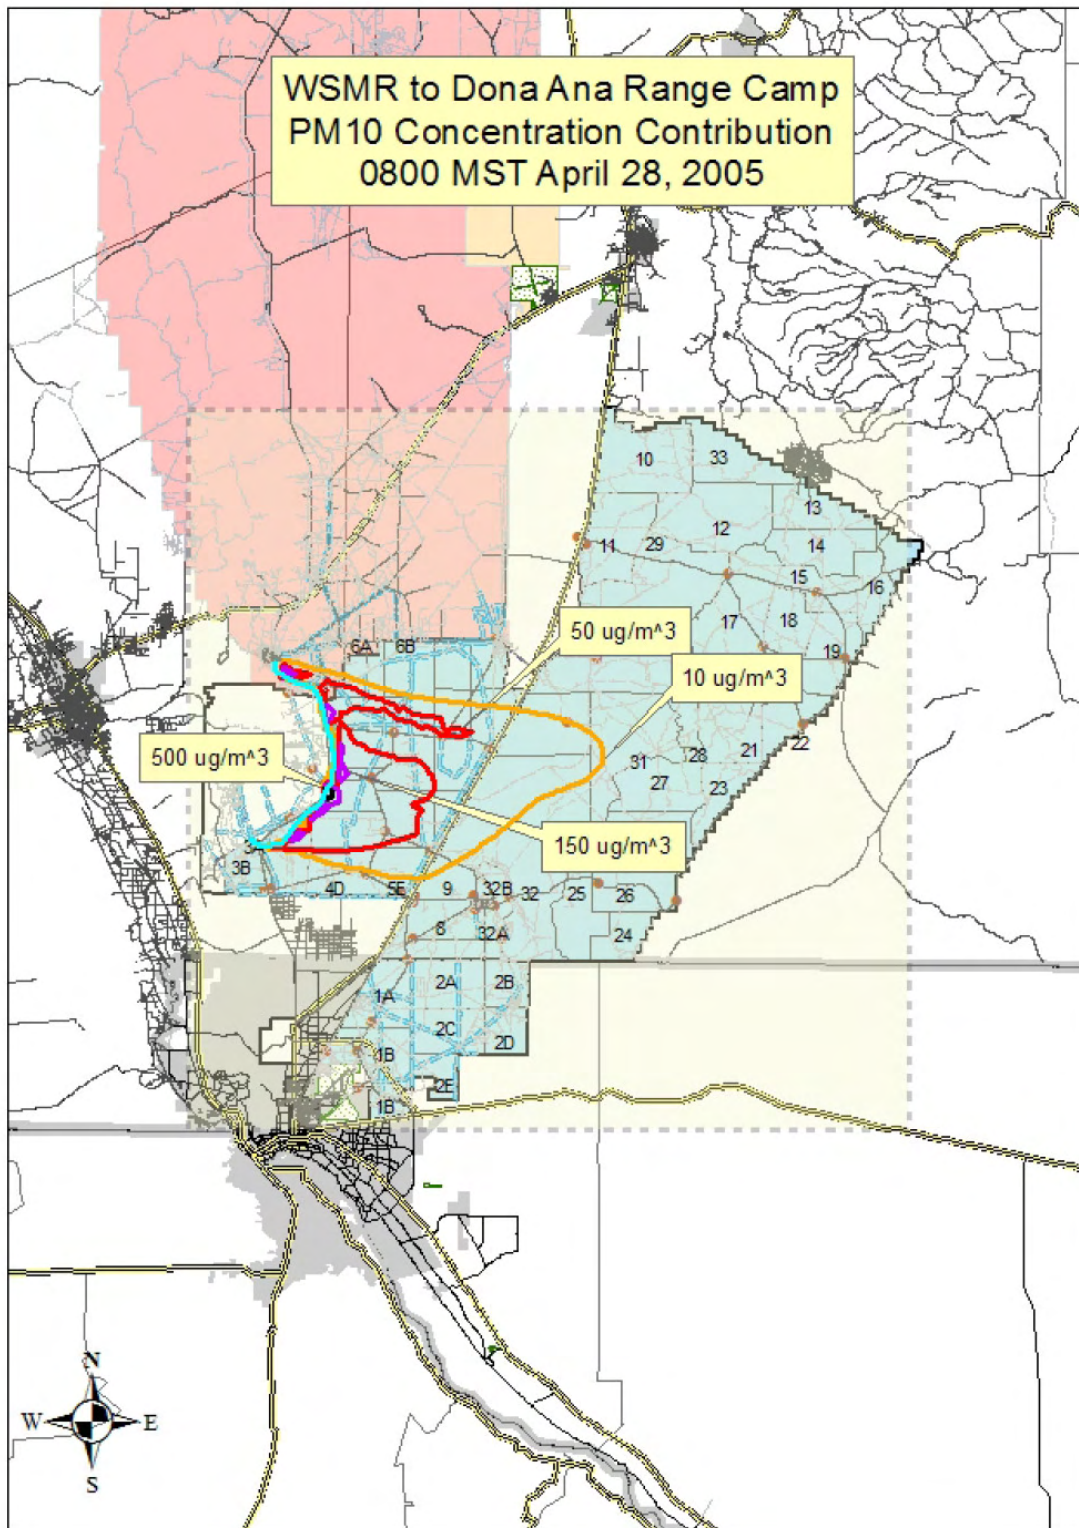 WSMR to Dona Ana Range Camp
PM10 Concentration Contribution
0800 MST April 28, 2005
10
33
13
12
11
29
14
15
16
17
18
50 ug/m^3
6A
6B
19
10 ug/m^3
22
21
28
31
500 ug/m^3
27
23
150 ug/m^3
3B
4D
5E
9
32B
32
25
26
8
32A
24
2A
2B
1A
2C
2D
1B
2E
1B
N
W
E
S